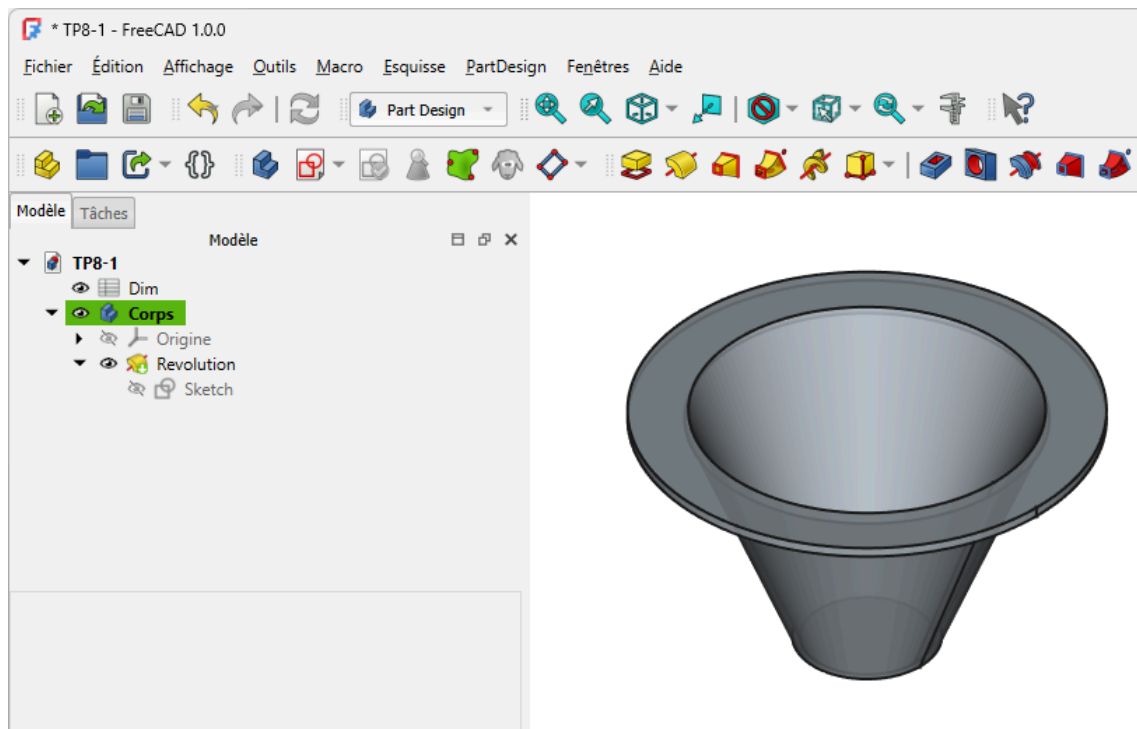 * TP8-1 - FreeCAD 1.0.0
Fichier Édition Affichage Outils Macro Esquisse PartDesign Fenêtres Aide
Part Design
Modèle Tâches
Modèle
TP8-1
Dim
Corps
Origine
Revolution
Sketch